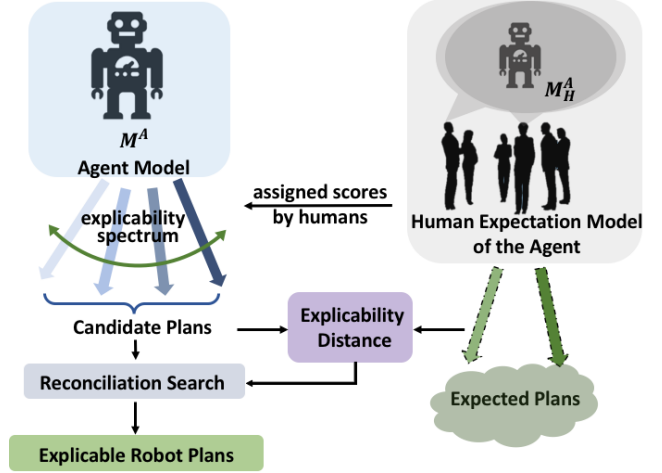 M^A
Agent Model
M_H^A
Human Expectation Model
of the Agent
assigned scores
by humans
explicability
spectrum
Candidate Plans
Explicability
Distance
Expected Plans
Reconciliation Search
Explicable Robot Plans